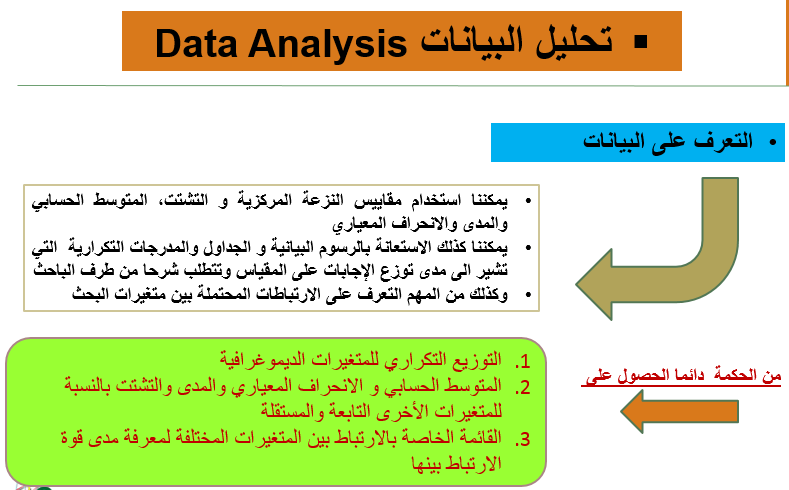 ▪ تحليل البيانات Data Analysis
• التعرف على البيانات
• يمكننا استخدام مقاييس النزعة المركزية و التشتت، المتوسط الحسابي
والمدى والانحراف المعياري
• يمكننا كذلك الاستعانة بالرسوم البيانية و الجداول والمدرجات التكرارية التي
تشير الى مدى توزع الإجابات على المقياس وتتطلب شرحا من طرف الباحث
• وكذلك من المهم التعرف على الارتباطات المحتملة بين متغيرات البحث
من الحكمة دائما الحصول على
1. التوزيع التكراري للمتغيرات الديموغرافية
2. المتوسط الحسابي و الانحراف المعياري والمدى والتشتت بالنسبة
للمتغيرات الأخرى التابعة والمستقلة
3. القائمة الخاصة بالارتباط بين المتغيرات المختلفة لمعرفة مدى قوة
الارتباط بينها